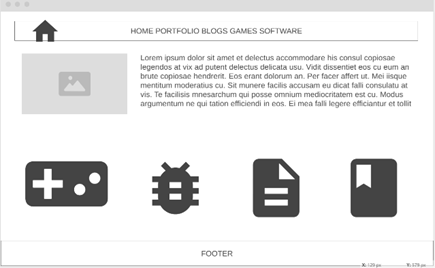 HOME PORTFOLIO BLOGS GAMES SOFTWARE
Lorem ipsum dolor sit amet et delectus accommodare his consul copiosae
legendos at vix ad putent delectus delicata usu. Vidit dissentiet eos cu eum an
brute copiosae hendrerit. Eos erant dolorum an. Per facer affert ut. Mei iisque
mentitum moderatius cu. Sit munere facilis accusam eu dicat falli consulatu at
vis. Te facilisis mnesarchum qui posse omnium mediocritatem est cu. Modus
argumentum ne qui tation efficiendi in eos. Ei mea falli legere efficiantur et tollit
FOOTER